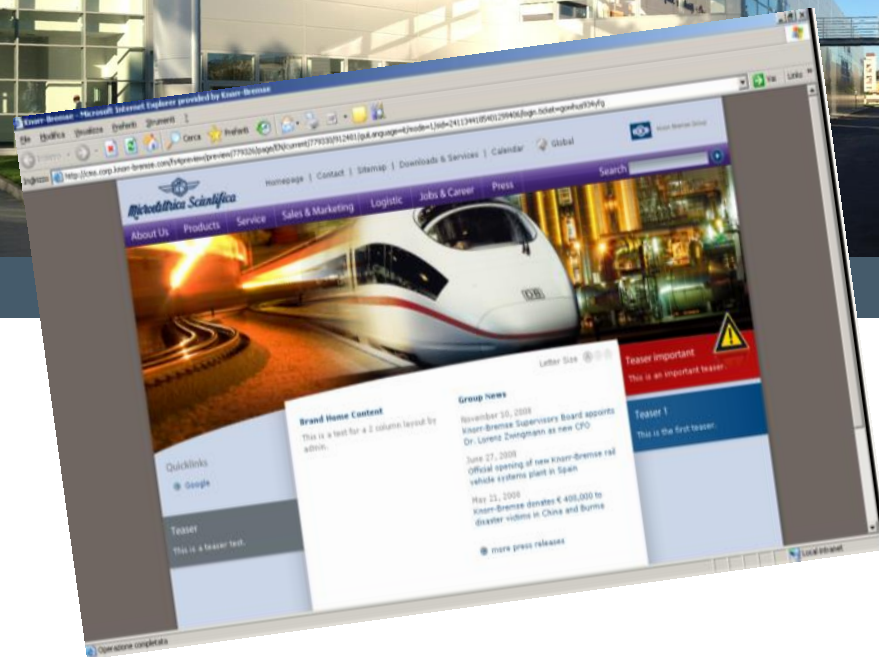 Knorr-Bremse - Microsoft Internet Explorer provided by Knorr-Bremse
File Modifica Visualizza Preferiti Strumenti ?
Cerca Preferiti
Vai Links
Homepage | Contact | Sitemap | Downloads & Services | Calendar Global
Knorr-Bremse Group
Microelettrica Scientifica
Search
About Us Products Service Sales & Marketing Logistic Jobs & Career Press
DB
Letter Size
Teaser important
This is an important teaser.
Teaser 1
This is the first teaser.
Brand Home Content
This is a text for a 2 column layout by
admin.
Group News
November 10, 2008
Knorr-Bremse Supervisory Board appoints
Dr. Lorenz Zwingmann as new CFO
June 27, 2008
Official opening of new Knorr-Bremse rail
vehicle systems plant in Spain
May 21, 2008
Knorr-Bremse donates € 400,000 to
disaster victims in China and Burma
more press releases
Quicklinks
Google
Teaser
This is a teaser text.
Operazione completata
Local intranet